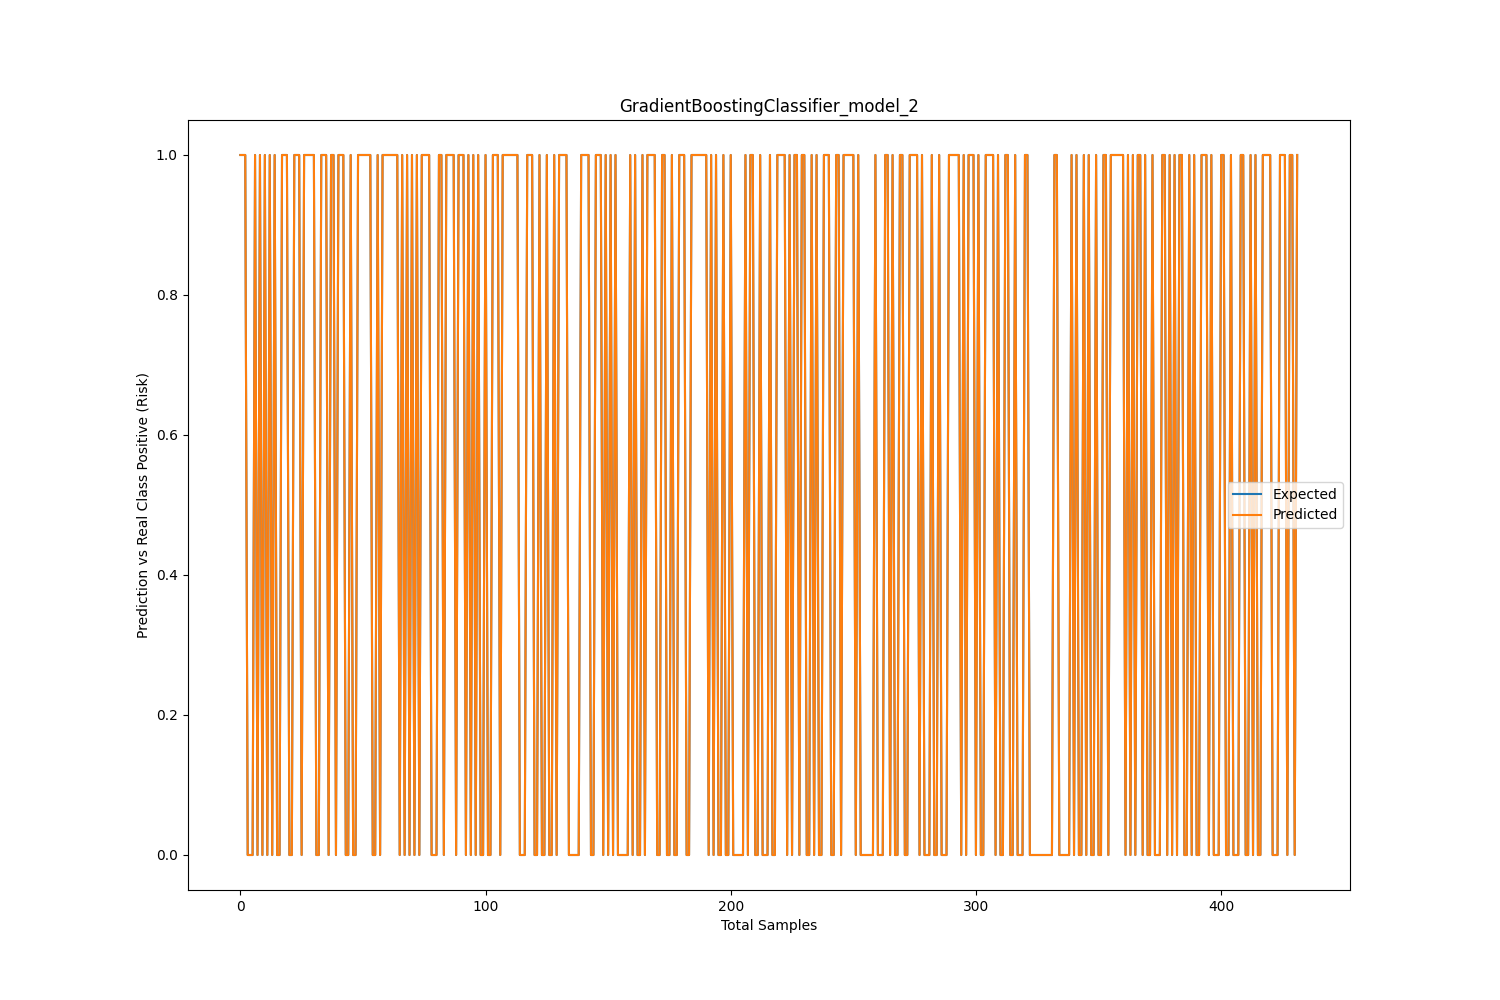 GradientBoostingClassifier_model_2
1.0
0.8
0.6
0.4
0.2
0.0
Prediction vs Real Class Positive (Risk)
Expected
Predicted
0 100 200 300 400
Total Samples